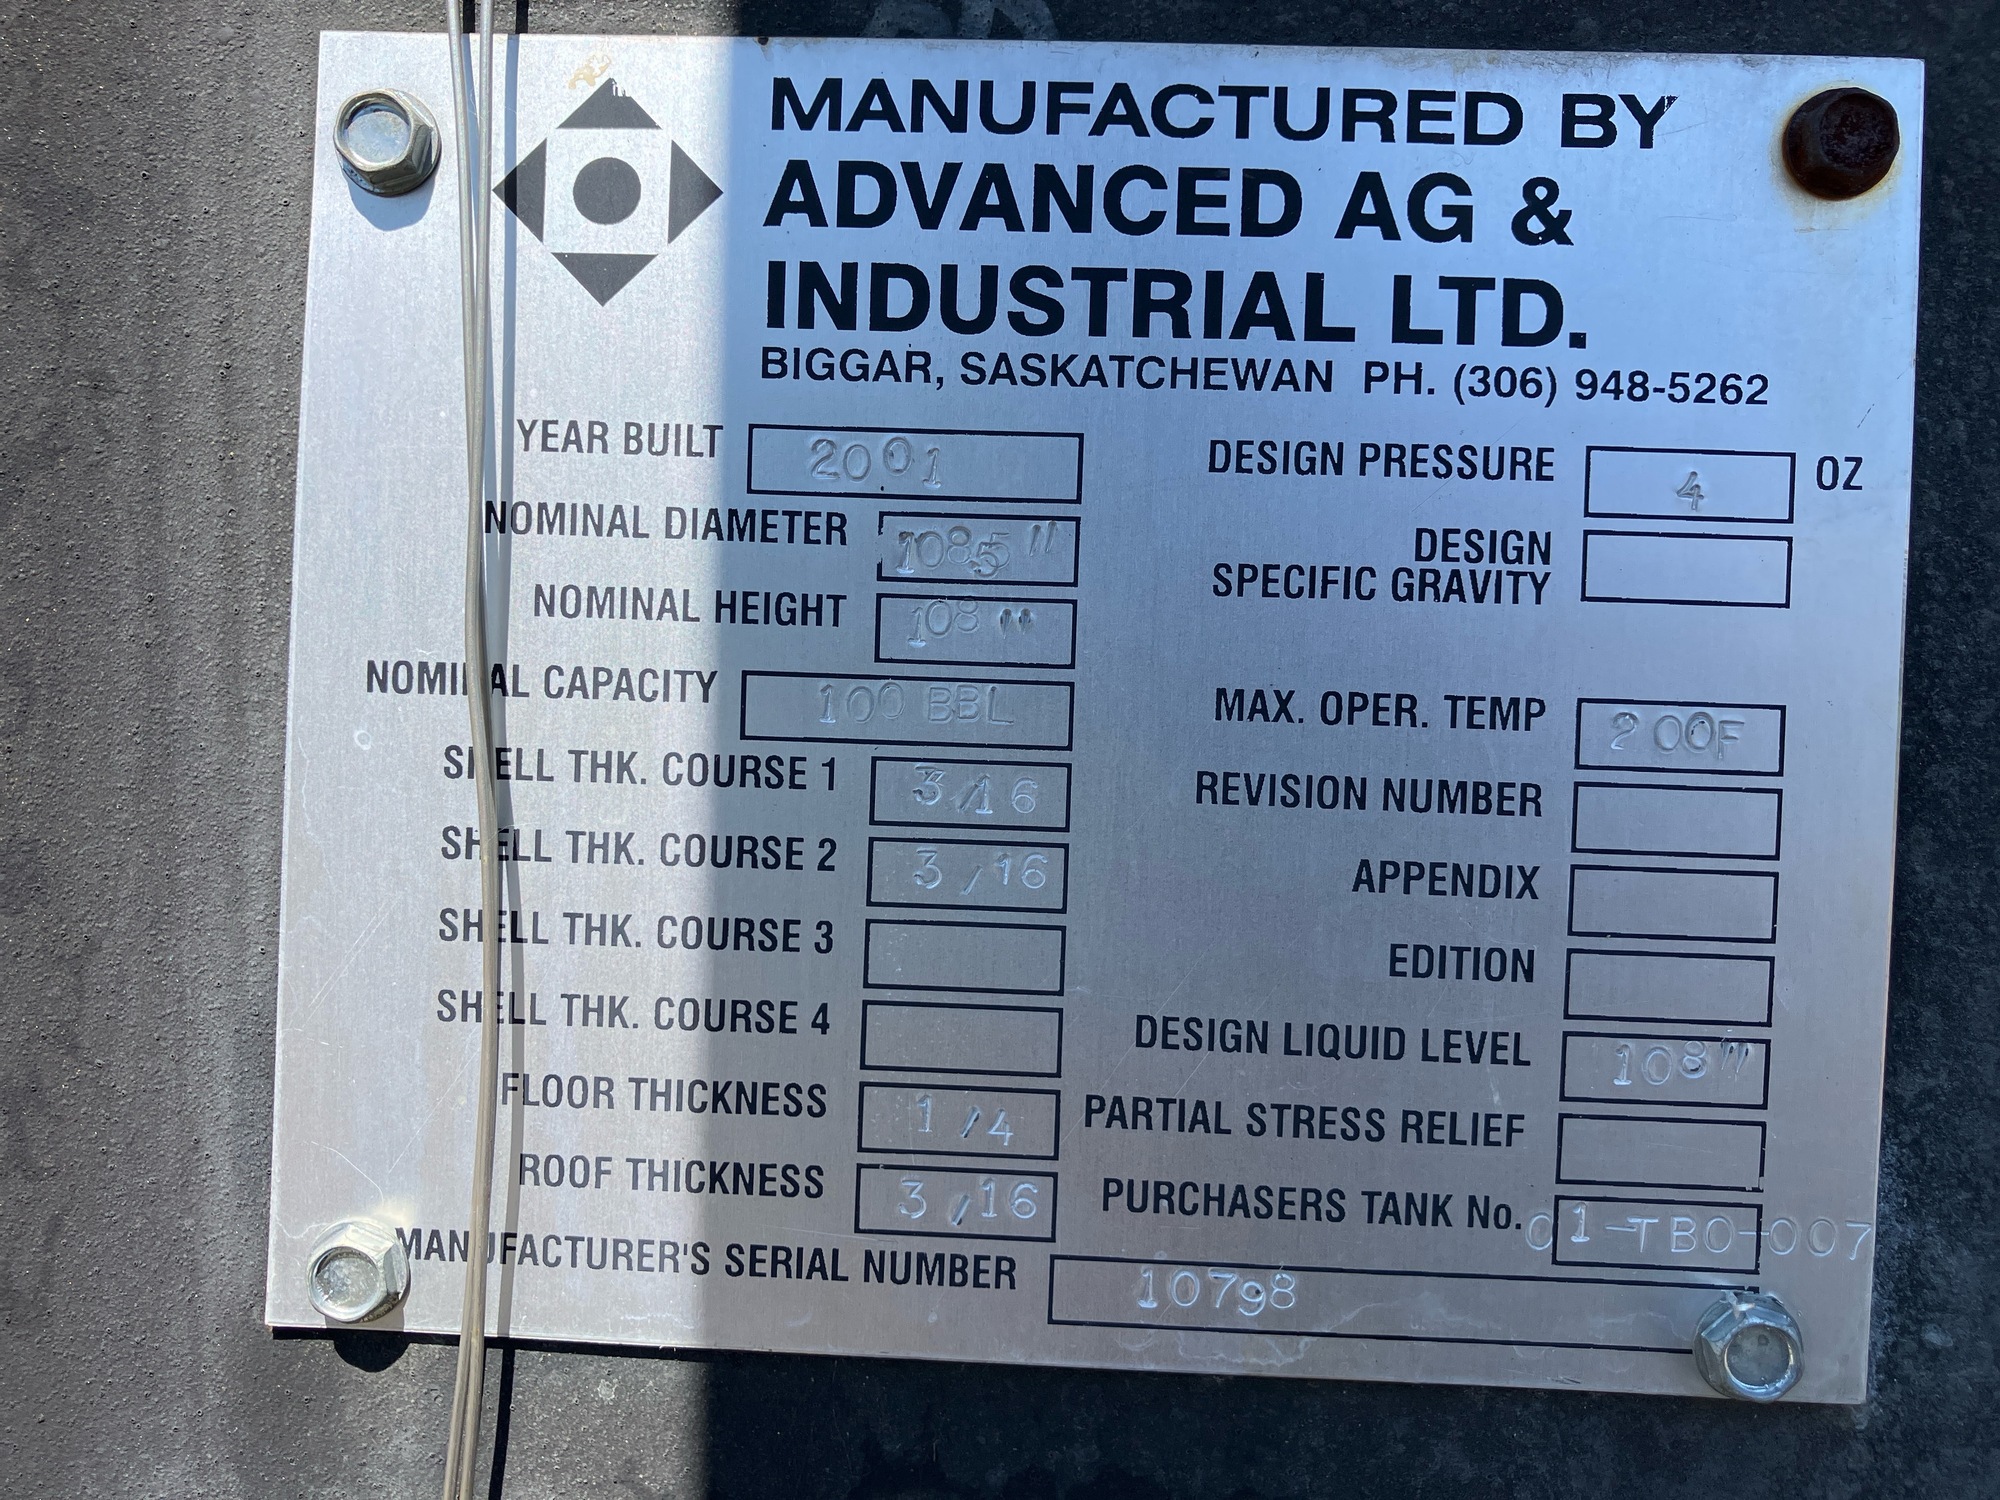 MANUFACTURED BY
ADVANCED AG &
INDUSTRIAL LTD.
BIGGAR, SASKATCHEWAN PH. (306) 948-5262
YEAR BUILT 2001
NOMINAL DIAMETER 108.5"
NOMINAL HEIGHT 108"
NOMINAL CAPACITY 100 BBL
SHELL THK. COURSE 1 3/16
SHELL THK. COURSE 2 3/16
SHELL THK. COURSE 3
SHELL THK. COURSE 4
FLOOR THICKNESS 1/4
ROOF THICKNESS 3/16
MANUFACTURER'S SERIAL NUMBER 10798
DESIGN PRESSURE 4 OZ
DESIGN
SPECIFIC GRAVITY
MAX. OPER. TEMP 200F
REVISION NUMBER
APPENDIX
EDITION
DESIGN LIQUID LEVEL 108"
PARTIAL STRESS RELIEF
PURCHASERS TANK No. 01-TBO-007